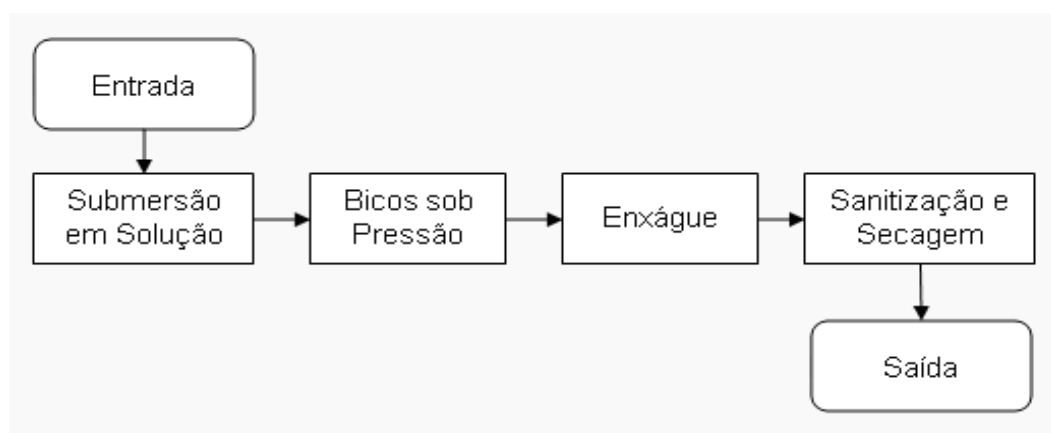 Entrada
Submersão
em Solução
Bicos sob
Pressão
Enxágue
Sanitização e
Secagem
Saída